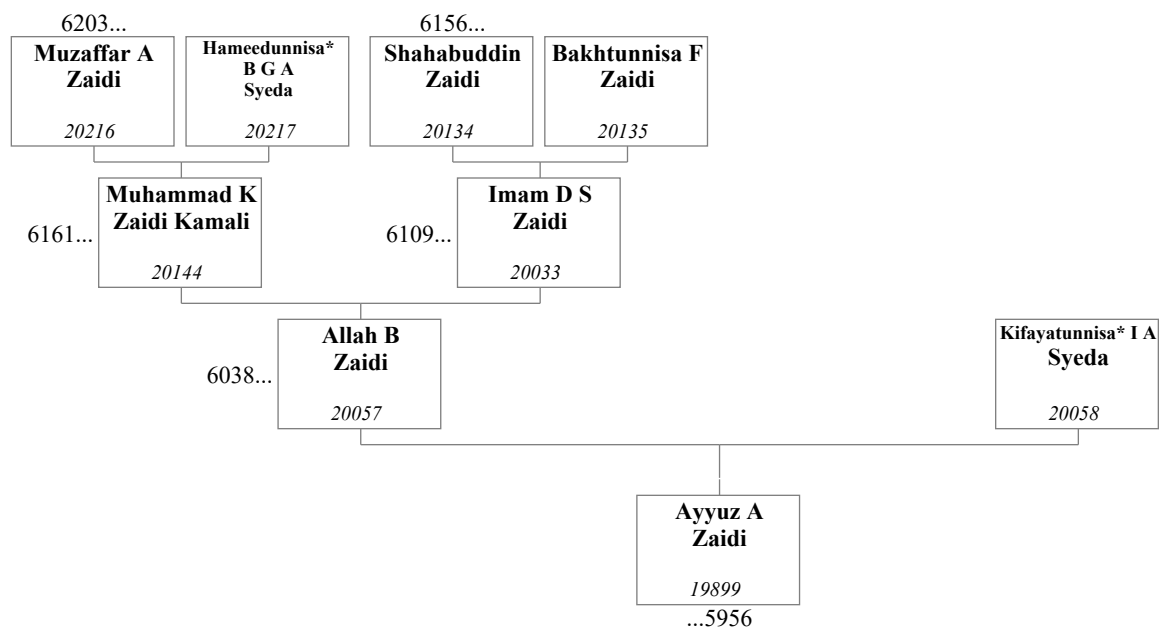 6203...
6156...
Muzaffar A
Zaidi
20216
Hameedunnisa*
B G A
Syeda
20217
Shahabuddin
Zaidi
20134
Bakhtunnisa F
Zaidi
20135
6161...
Muhammad K
Zaidi Kamali
20144
6109...
Imam D S
Zaidi
20033
6038...
Allah B
Zaidi
20057
Kifayatunnisa* I A
Syeda
20058
Ayyuz A
Zaidi
19899
...5956